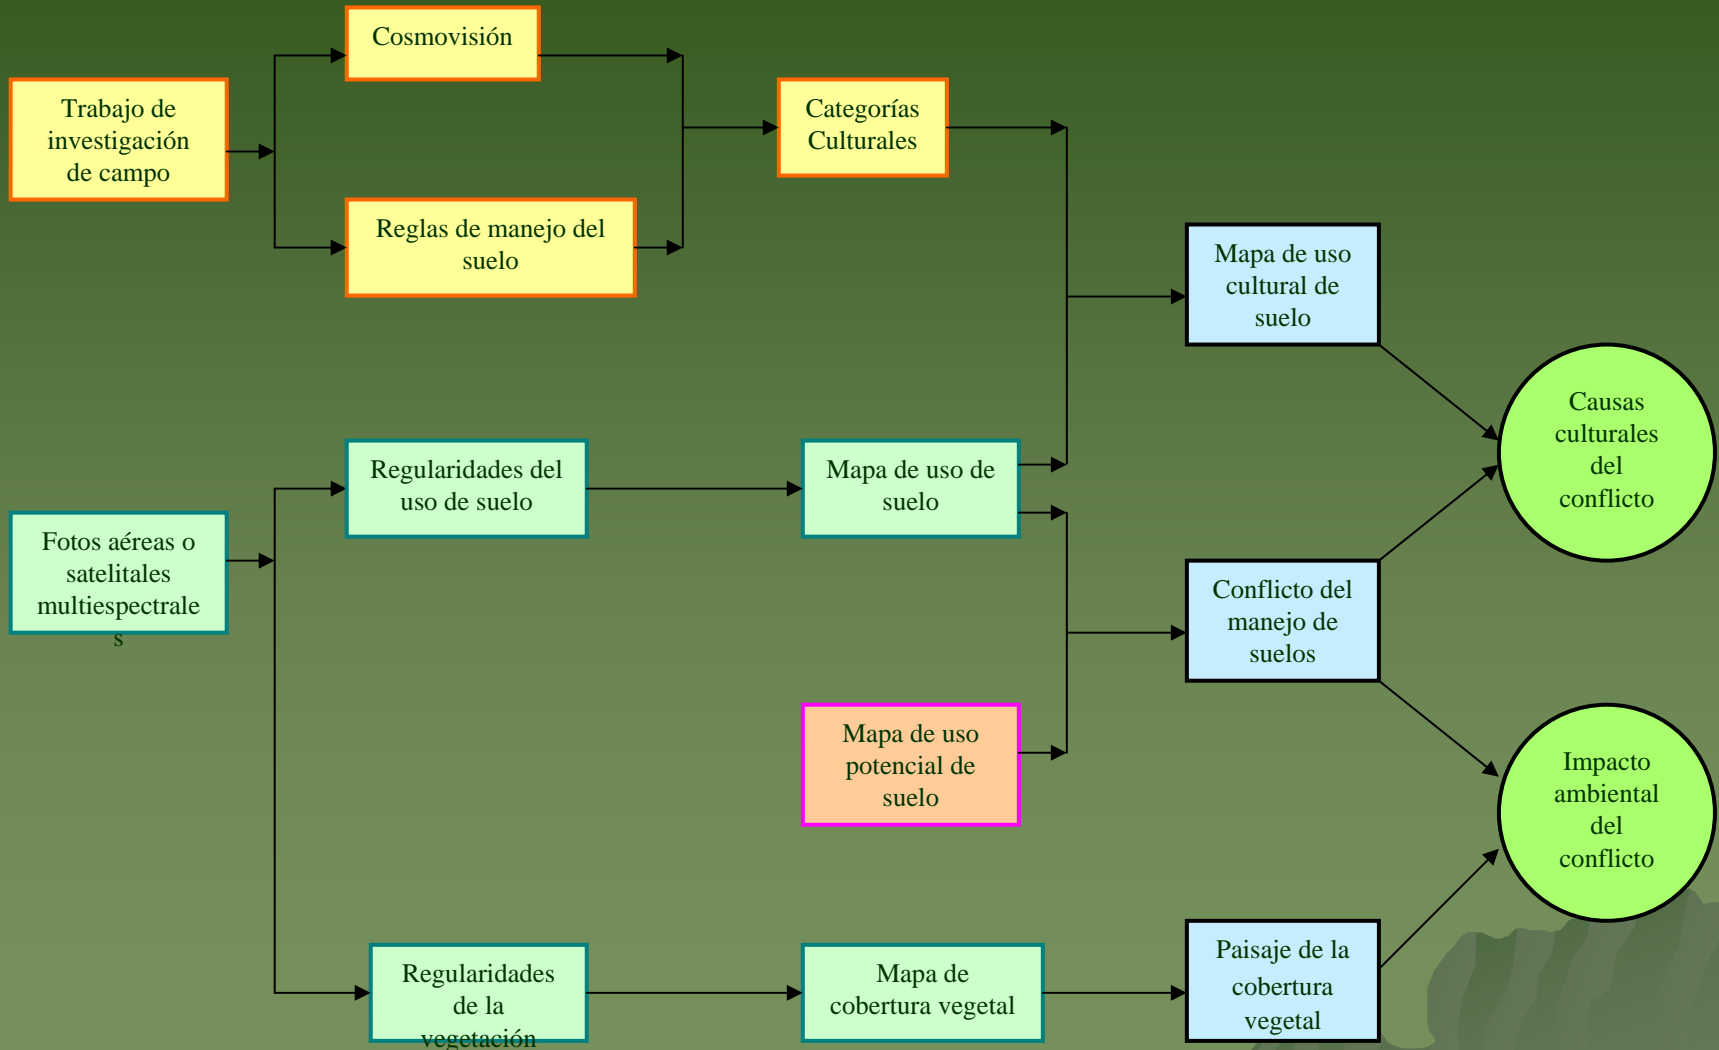 Cosmovisión
Trabajo de
investigación
de campo
Categorías
Culturales
Reglas de manejo del
suelo
Mapa de uso
cultural de
suelo
Causas
culturales
del
conflicto
Regularidades del
uso de suelo
Mapa de uso de
suelo
Fotos aéreas o
satelitales
multiespectrale
s
Conflicto del
manejo de
suelos
Mapa de uso
potencial de
suelo
Impacto
ambiental
del
conflicto
Regularidades
de la
vegetación
Mapa de
cobertura vegetal
Paisaje de la
cobertura
vegetal